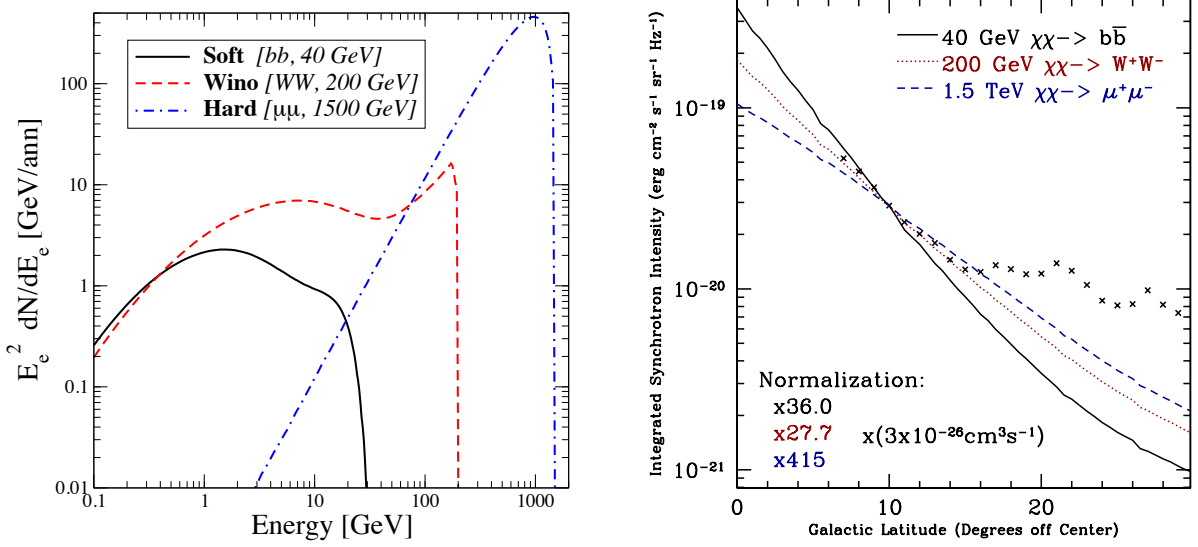 100
10
1
0.1
0.01
0.1
1
10
100
1000
E_e^2 dN/dE_e [GeV/ann]
Energy [GeV]
Soft [bb, 40 GeV]
Wino [WW, 200 GeV]
Hard [μμ, 1500 GeV]
Integrated Synchrotron Intensity (erg cm⁻² s⁻¹ sr⁻¹ Hz⁻¹)
10⁻¹⁹
10⁻²⁰
10⁻²¹
40 GeV χχ-> bb̅
200 GeV χχ-> W⁺W⁻
1.5 TeV χχ-> μ⁺μ⁻
Normalization:
x36.0
x27.7 x(3x10⁻²⁶cm³s⁻¹)
x415
0
10
20
Galactic Latitude (Degrees off Center)